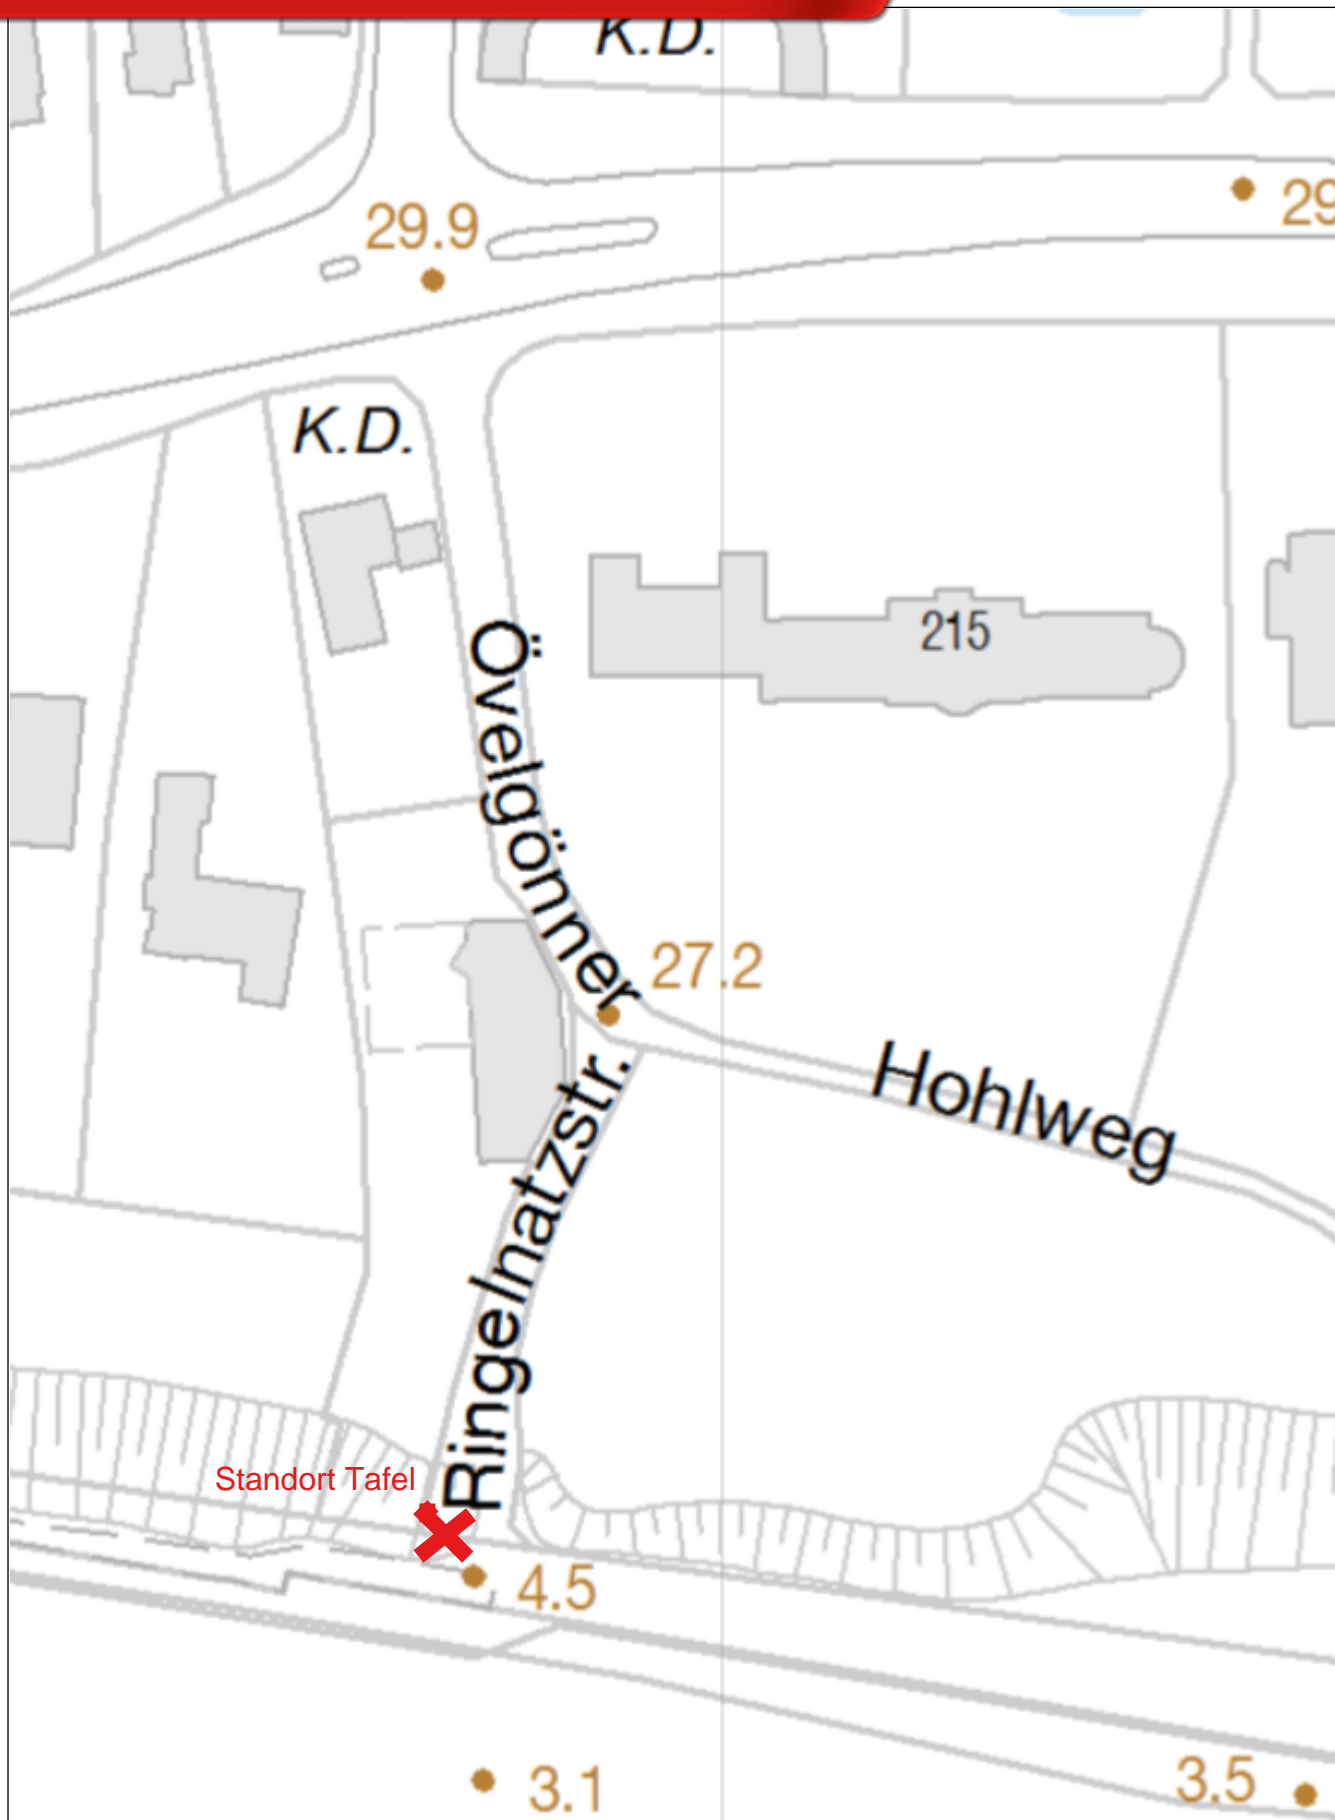 K.D.
29.9
29
K.D.
215
Övelgönner
27.2
Hohlweg
Ringelnatzstr.
Standort Tafel
4.5
3.1
3.5